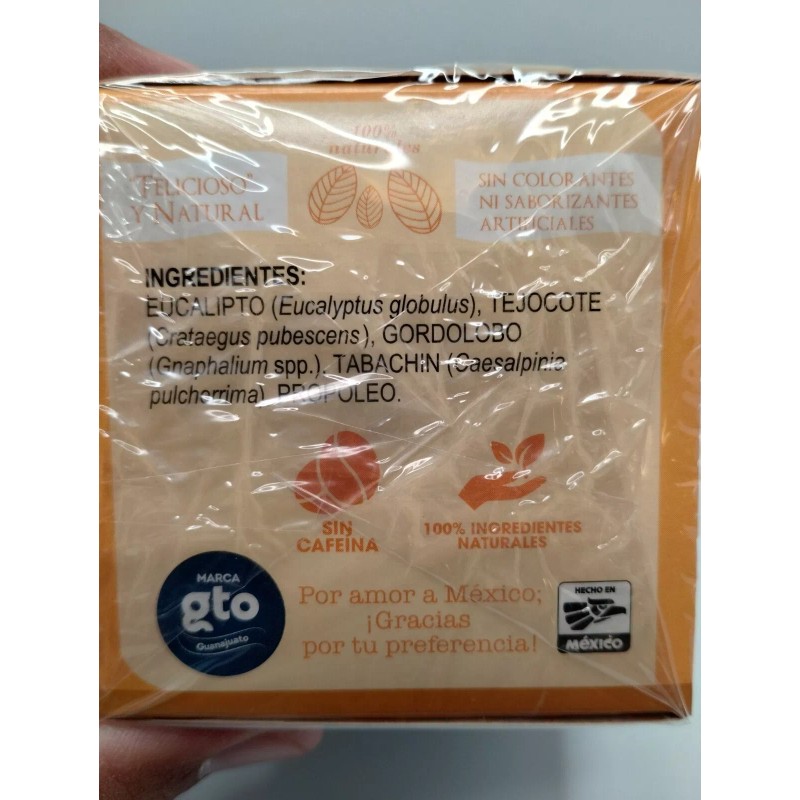 100%
naturales
"TELICIOSO"
Y NATURAL
SIN COLORANTES
NI SABORIZANTES
ARTIFICIALES
INGREDIENTES:
EUCALIPTO (Eucalyptus globulus), TEJOCOTE
(Crataegus pubescens), GORDOLOBO
(Gnaphalium spp.), TABACHIN (Caesalpinia
pulcherrima), PROPOLEO.
SIN
CAFEÍNA
100% INGREDIENTES
NATURALES
MARCA
gto
Guanajuato
Por amor a México;
¡Gracias
por tu preferencia!
HECHO EN
MÉXICO